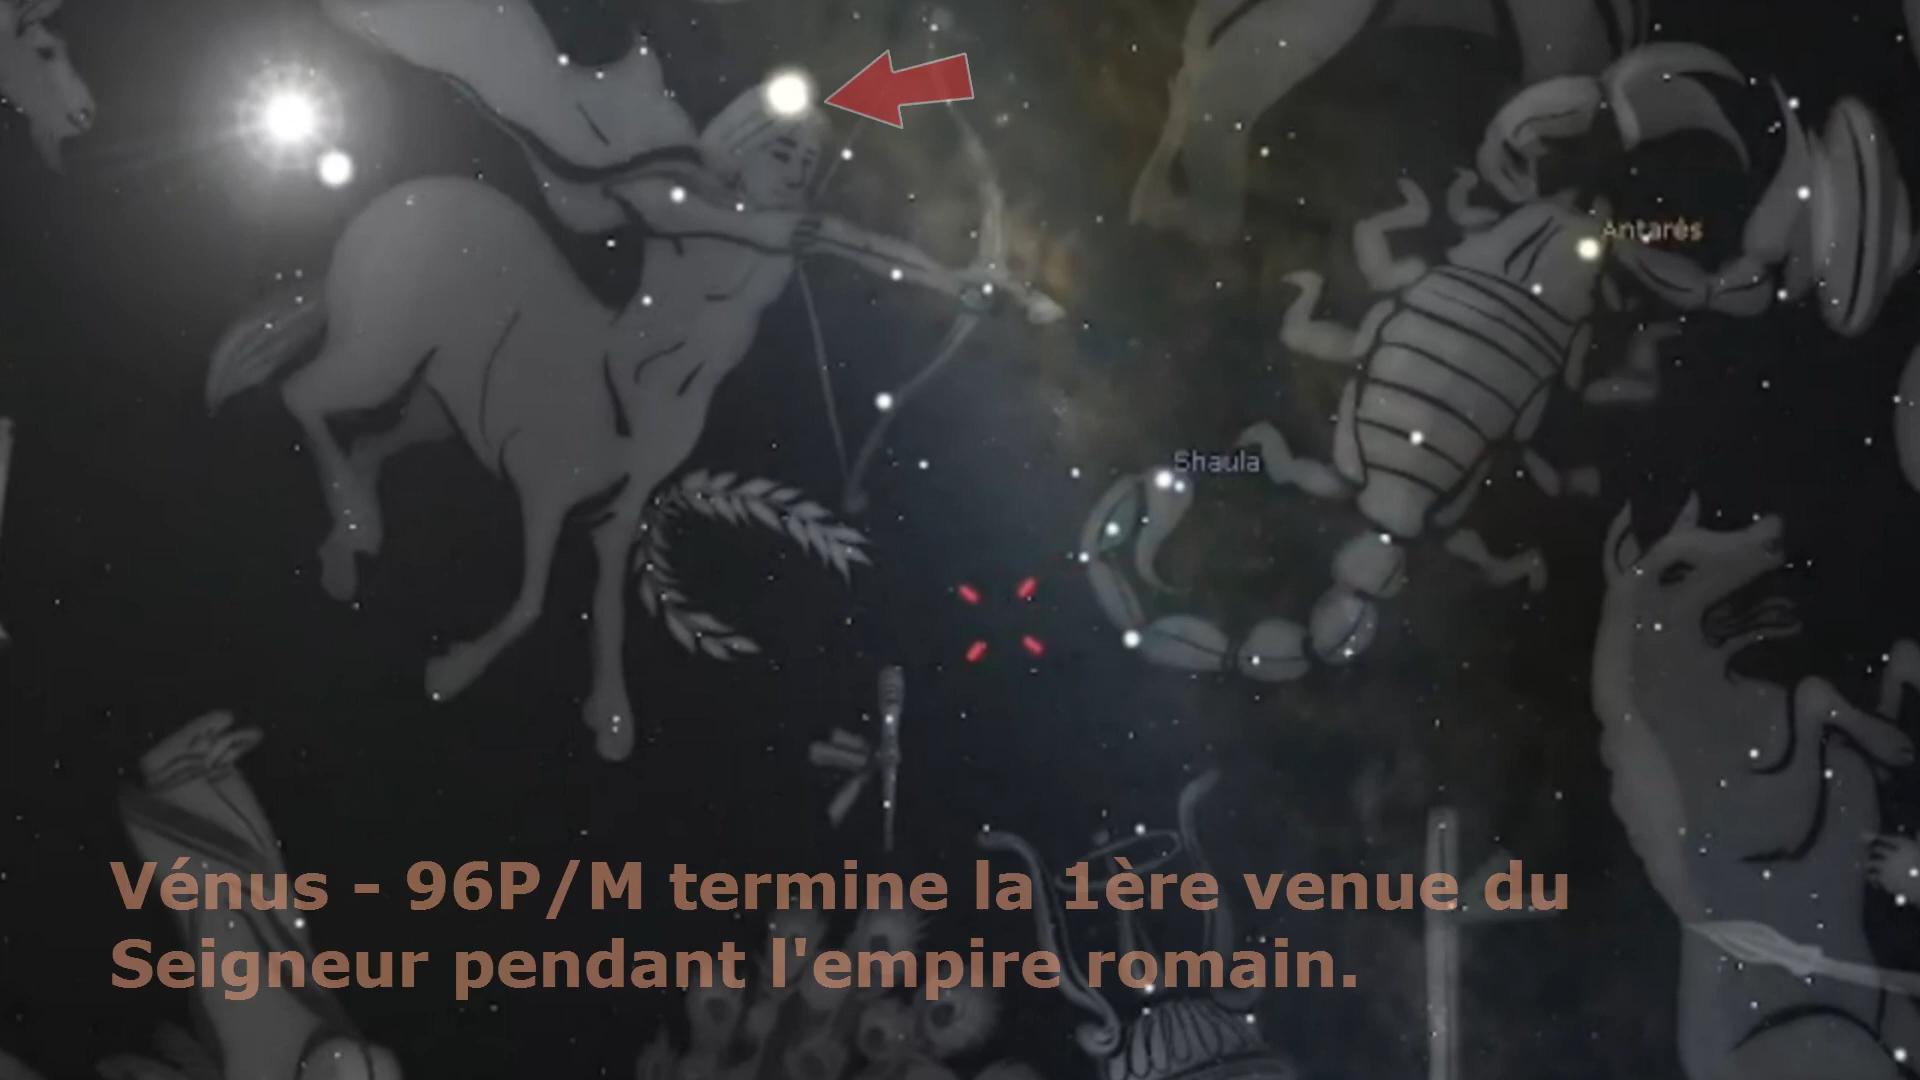 Antarès
Shaula
Vénus - 96P/M termine la 1ère venue du
Seigneur pendant l'empire romain.